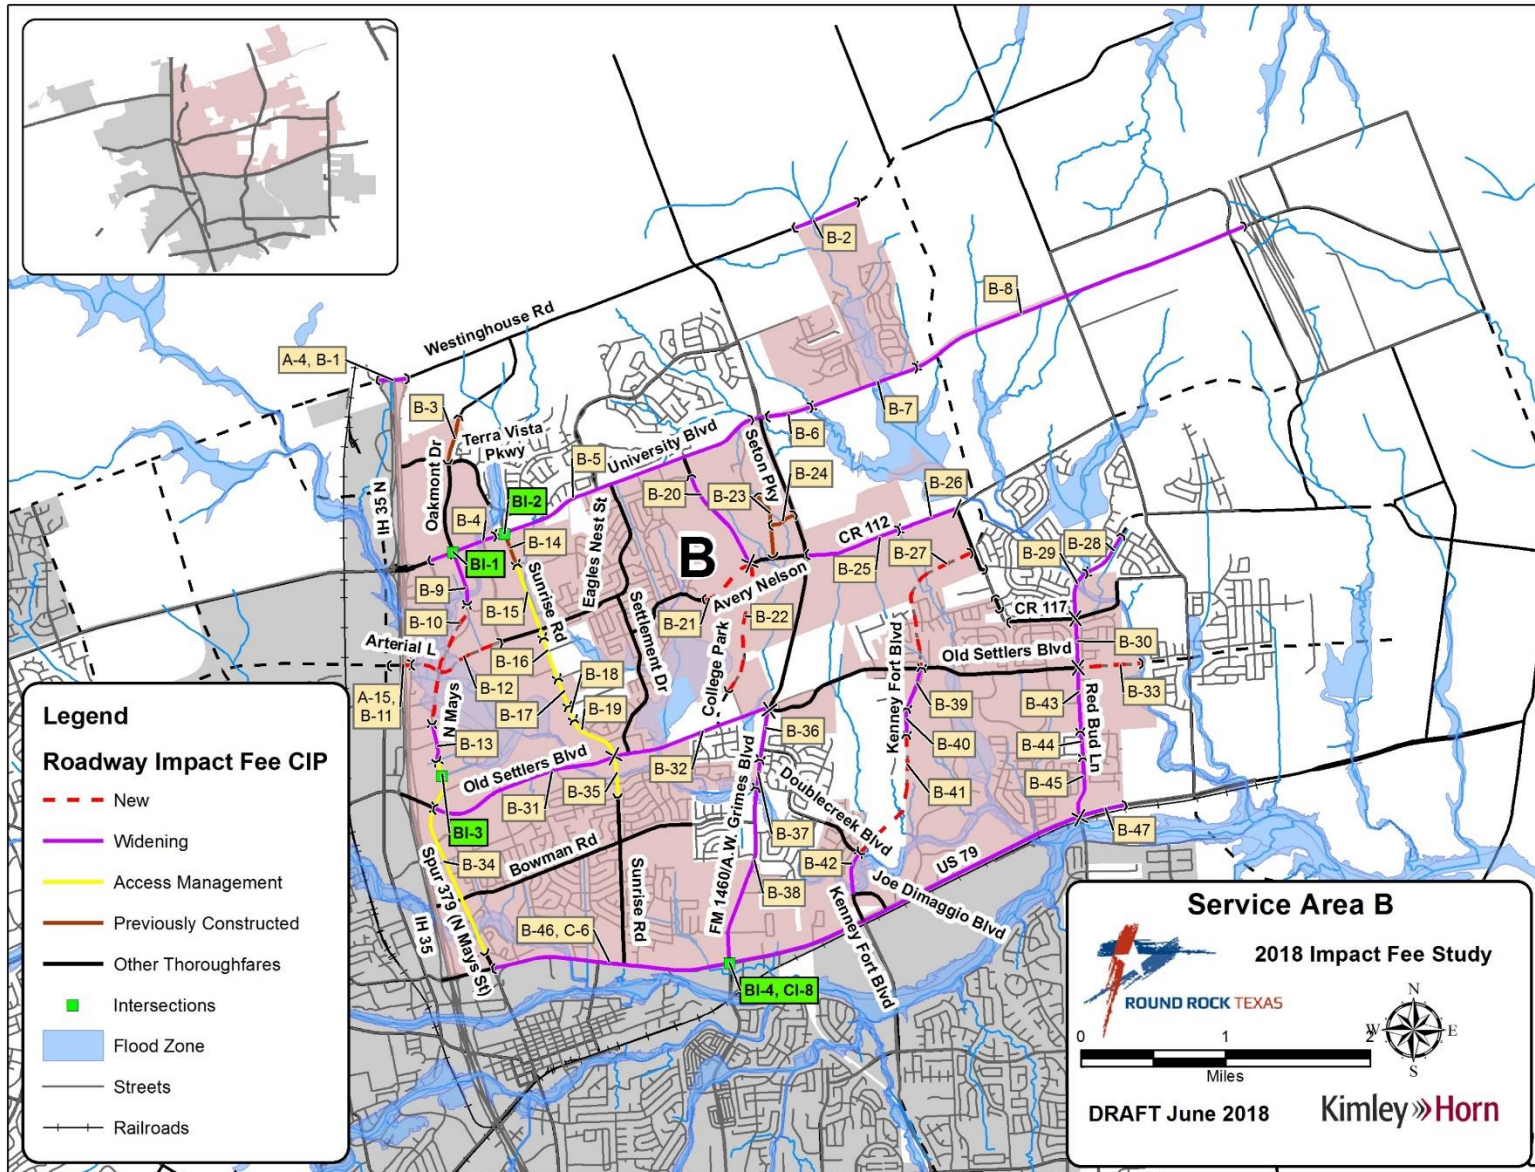 B-2
B-8
Westinghouse Rd
A-4, B-1
B-3
Terra Vista
Pkwy
Oakmont Dr
B-7
B-6
University Blvd
B-5
Seton Pky
B-24
B-23
B-20
B-26
IH 35 N
BI-2
B-4
BI-1
B-14
Eagles Nest St
B
CR 112
B-27
B-28
B-29
B-25
Avery Nelson
B-9
B-15
Sunrise Rd
B-10
Settlement Dr
B-21
B-22
CR 117
Arterial L
College Park
B-16
B-30
Old Settlers Blvd
Kenney Fort Blvd
B-33
A-15,
B-11
N Mays
B-12
B-18
B-17
B-19
B-39
B-43
Red Bud Ln
B-36
B-13
B-40
B-44
B-32
Old Settlers Blvd
B-41
B-45
B-31
B-35
Doublecreek Blvd
BI-3
FM 1460/A.W. Grimes Blvd
B-37
B-47
B-34
Bowman Rd
US 79
B-42
B-38
Joe Dimaggio Blvd
Spur 379 (N Mays St)
Sunrise Rd
Kenney Fort Blvd
IH 35
B-46, C-6
BI-4, CI-8
Legend
Roadway Impact Fee CIP
New
Widening
Access Management
Previously Constructed
Other Thoroughfares
Intersections
Flood Zone
Streets
Railroads
Service Area B
2018 Impact Fee Study
ROUND ROCK TEXAS
N
W
E
S
0 1 2
Miles
DRAFT June 2018
Kimley»Horn